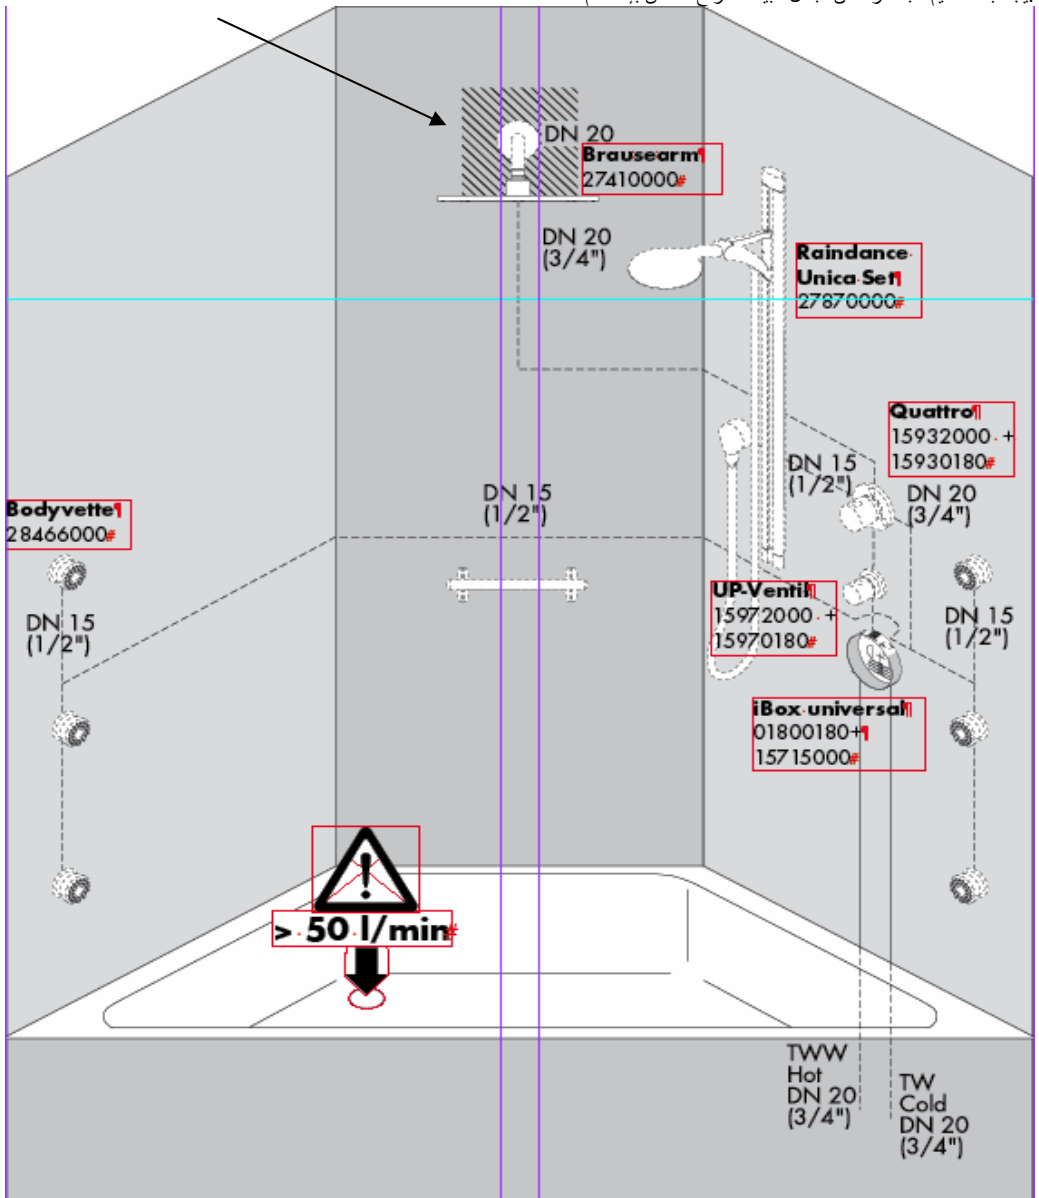 DN 20
Brausearm¶
27410000#
DN 20
(3/4")
Raindance·
Unica·Set¶
27870000#
Quattro¶
15932000·+
15930180#
DN 15
(1/2")
DN 20
(3/4")
DN 15
(1/2")
Bodyvette¶
28466000#
DN 15
(1/2")
UP-Ventil¶
15972000·+
15970180#
DN 15
(1/2")
iBox·universal¶
01800180+¶
15715000#
>·50·l/min#
TWW
Hot
DN 20
(3/4")
TW
Cold
DN 20
(3/4")